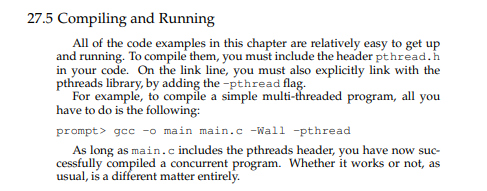 27.5 Compiling and Running
All of the code examples in this chapter are relatively easy to get up
and running. To compile them, you must include the header pthread.h
in your code. On the link line, you must also explicitly link with the
pthreads library, by adding the -pthread flag.
For example, to compile a simple multi-threaded program, all you
have to do is the following:
prompt> gcc -o main main.c -Wall -pthread
As long as main.c includes the pthreads header, you have now suc-
cessfully compiled a concurrent program. Whether it works or not, as
usual, is a different matter entirely.